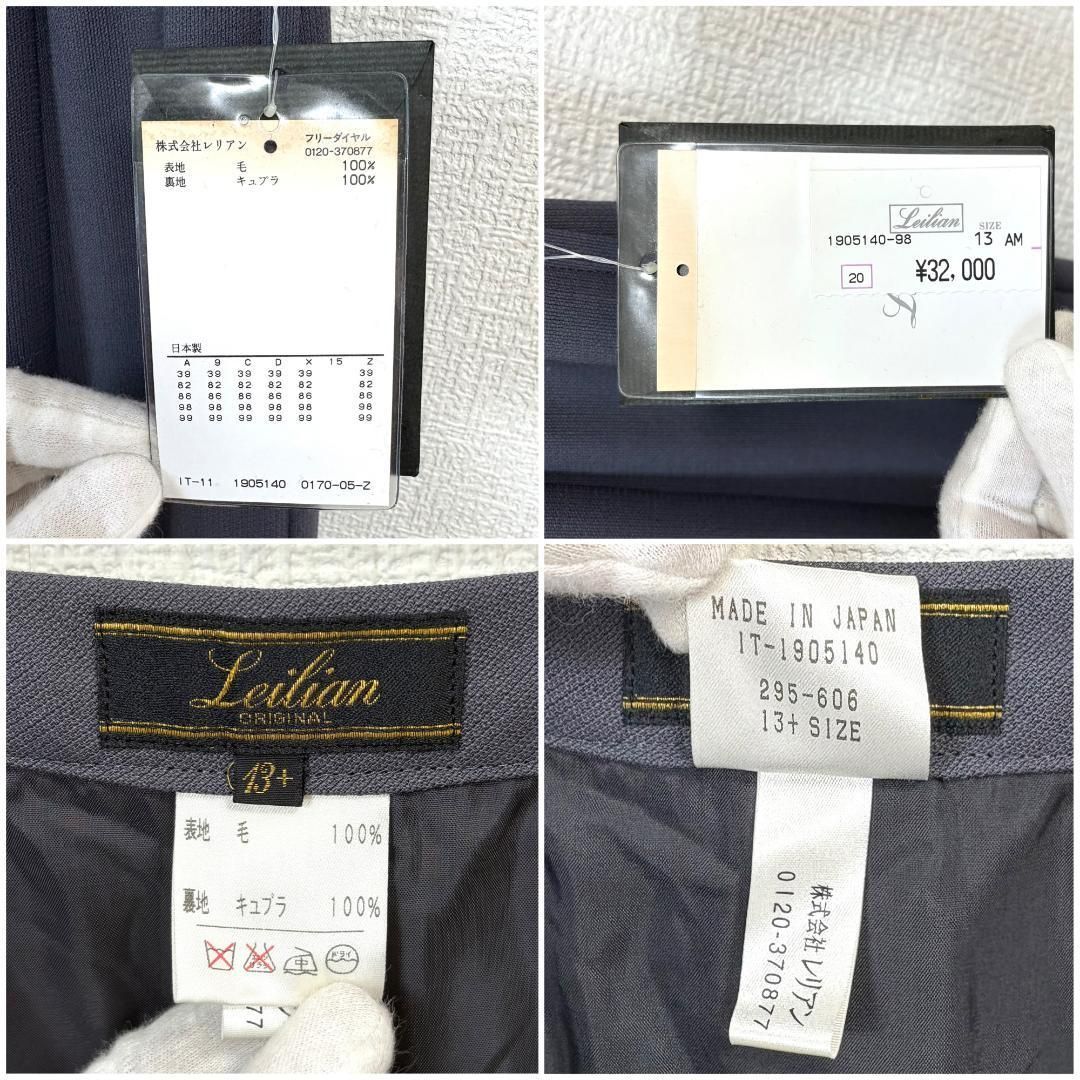 株式会社レリアン フリーダイヤル
0120-370877
表地 毛 100%
裏地 キュプラ 100%
日本製
A 9 C D X 15 Z
39 39 39 39 39 39
82 82 82 82 82 82
86 86 86 86 86 86
98 98 98 98 98 98
99 99 99 99 99 99
IT-11 1905140 0170-05-Z
Leilian
SIZE
1905140-98 13 AM
20 ¥32,000
Leilian
ORIGINAL
13+
表地 毛 100%
裏地 キュプラ 100%
中 ドライ
77
MADE IN JAPAN
IT-1905140
295-606
13+ SIZE
株式会社レリアン
0120-370877